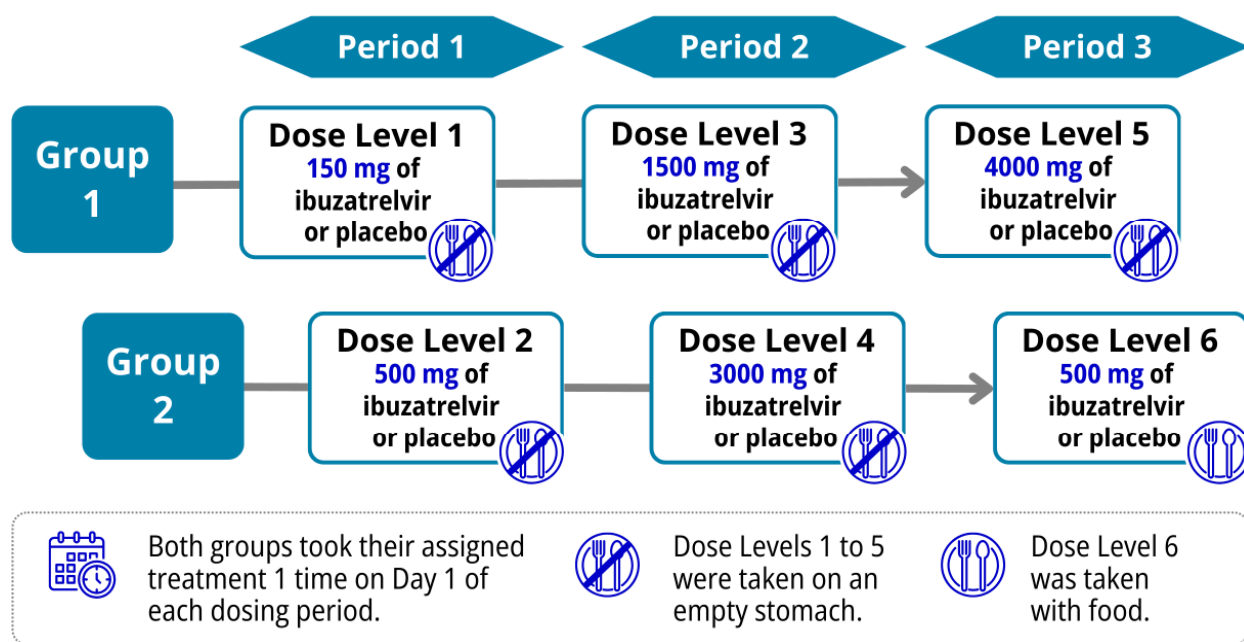 Period 1
Period 2
Period 3
Group
1
Dose Level 1
150 mg of
ibuzatrelvir
or placebo
Dose Level 3
1500 mg of
ibuzatrelvir
or placebo
Dose Level 5
4000 mg of
ibuzatrelvir
or placebo
Group
2
Dose Level 2
500 mg of
ibuzatrelvir
or placebo
Dose Level 4
3000 mg of
ibuzatrelvir
or placebo
Dose Level 6
500 mg of
ibuzatrelvir
or placebo
Both groups took their assigned
treatment 1 time on Day 1 of
each dosing period.
Dose Levels 1 to 5
were taken on an
empty stomach.
Dose Level 6
was taken
with food.